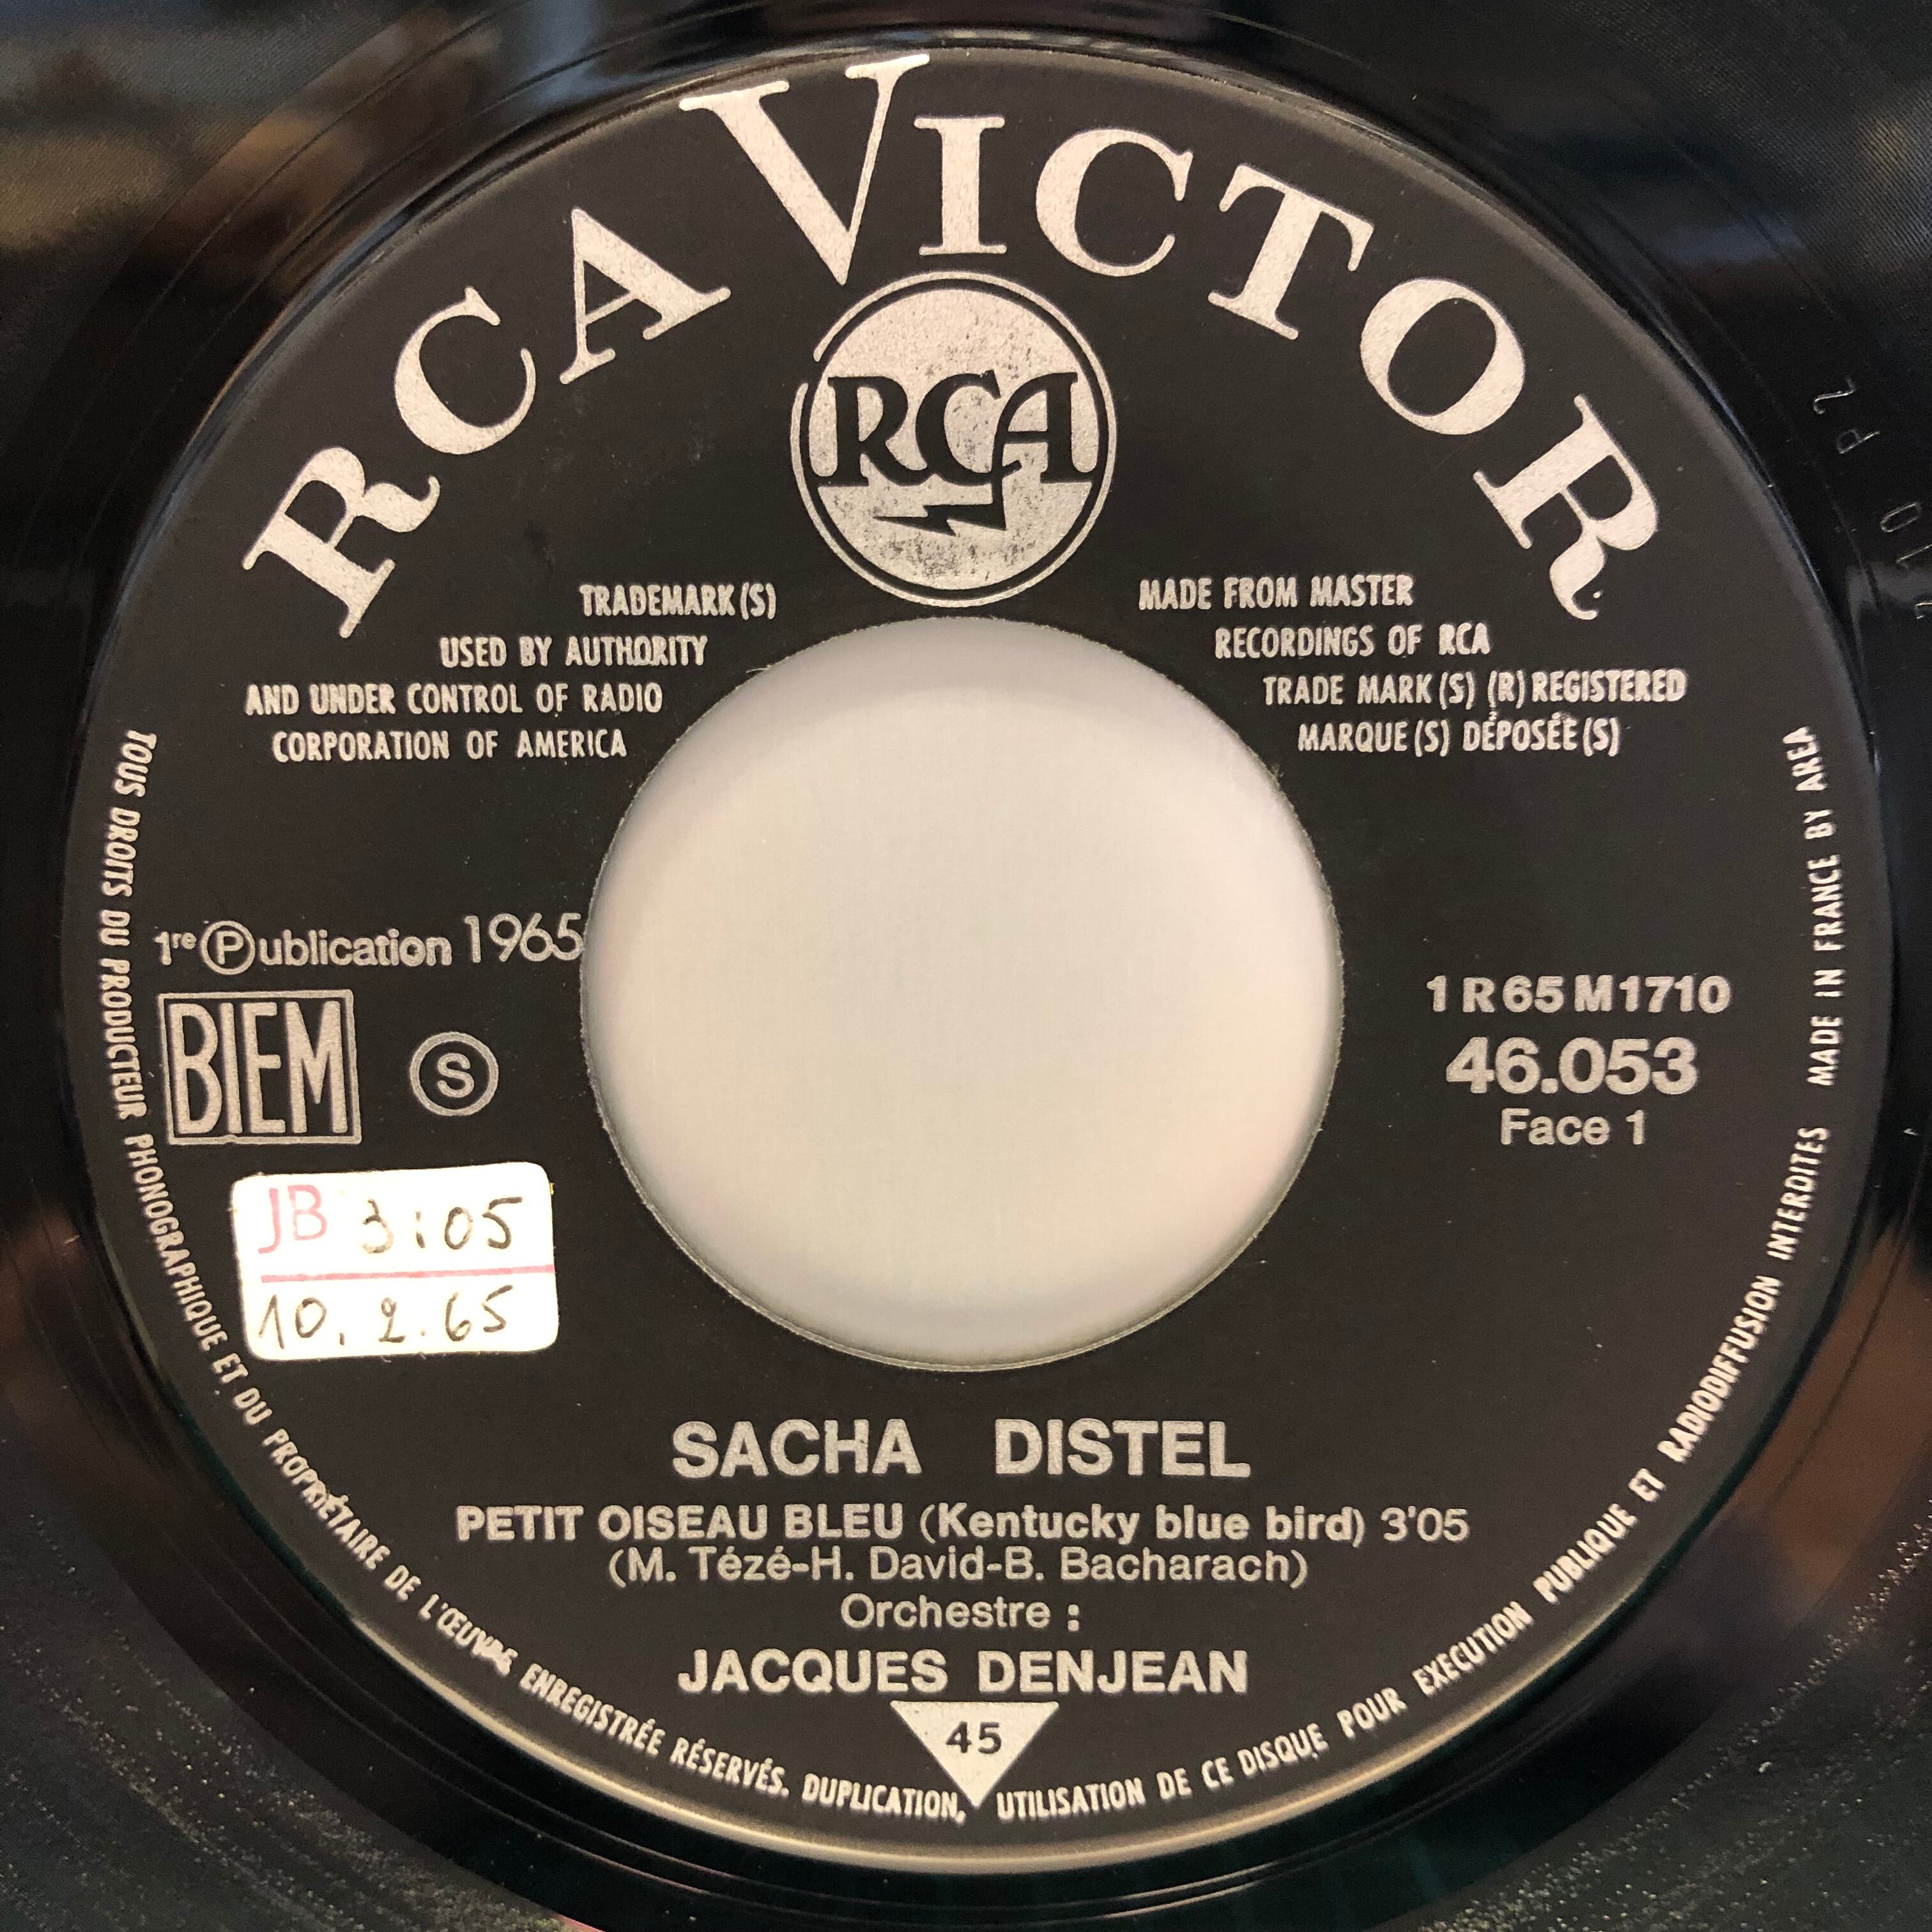 RCA VICTOR
RCA
TRADEMARK(S)
USED BY AUTHORITY
AND UNDER CONTROL OF RADIO
CORPORATION OF AMERICA
MADE FROM MASTER
RECORDINGS OF RCA
TRADE MARK(S) (R) REGISTERED
MARQUE(S) DÉPOSÉE(S)
1re Ⓟublication 1965
BIEM
Ⓢ
1 R 65 M 1710
46.053
Face 1
JB 3:05
10.2.65
SACHA DISTEL
PETIT OISEAU BLEU (Kentucky blue bird) 3'05
(M. Tézé-H. David-B. Bacharach)
Orchestre :
JACQUES DENJEAN
45
TOUS DROITS DU PRODUCTEUR PHONOGRAPHIQUE ET DU PROPRIÉTAIRE DE L'ŒUVRE ENREGISTRÉE RÉSERVÉS. DUPLICATION, UTILISATION DE CE DISQUE POUR EXECUTION PUBLIQUE ET RADIODIFFUSION INTERDITES MADE IN FRANCE BY AREA